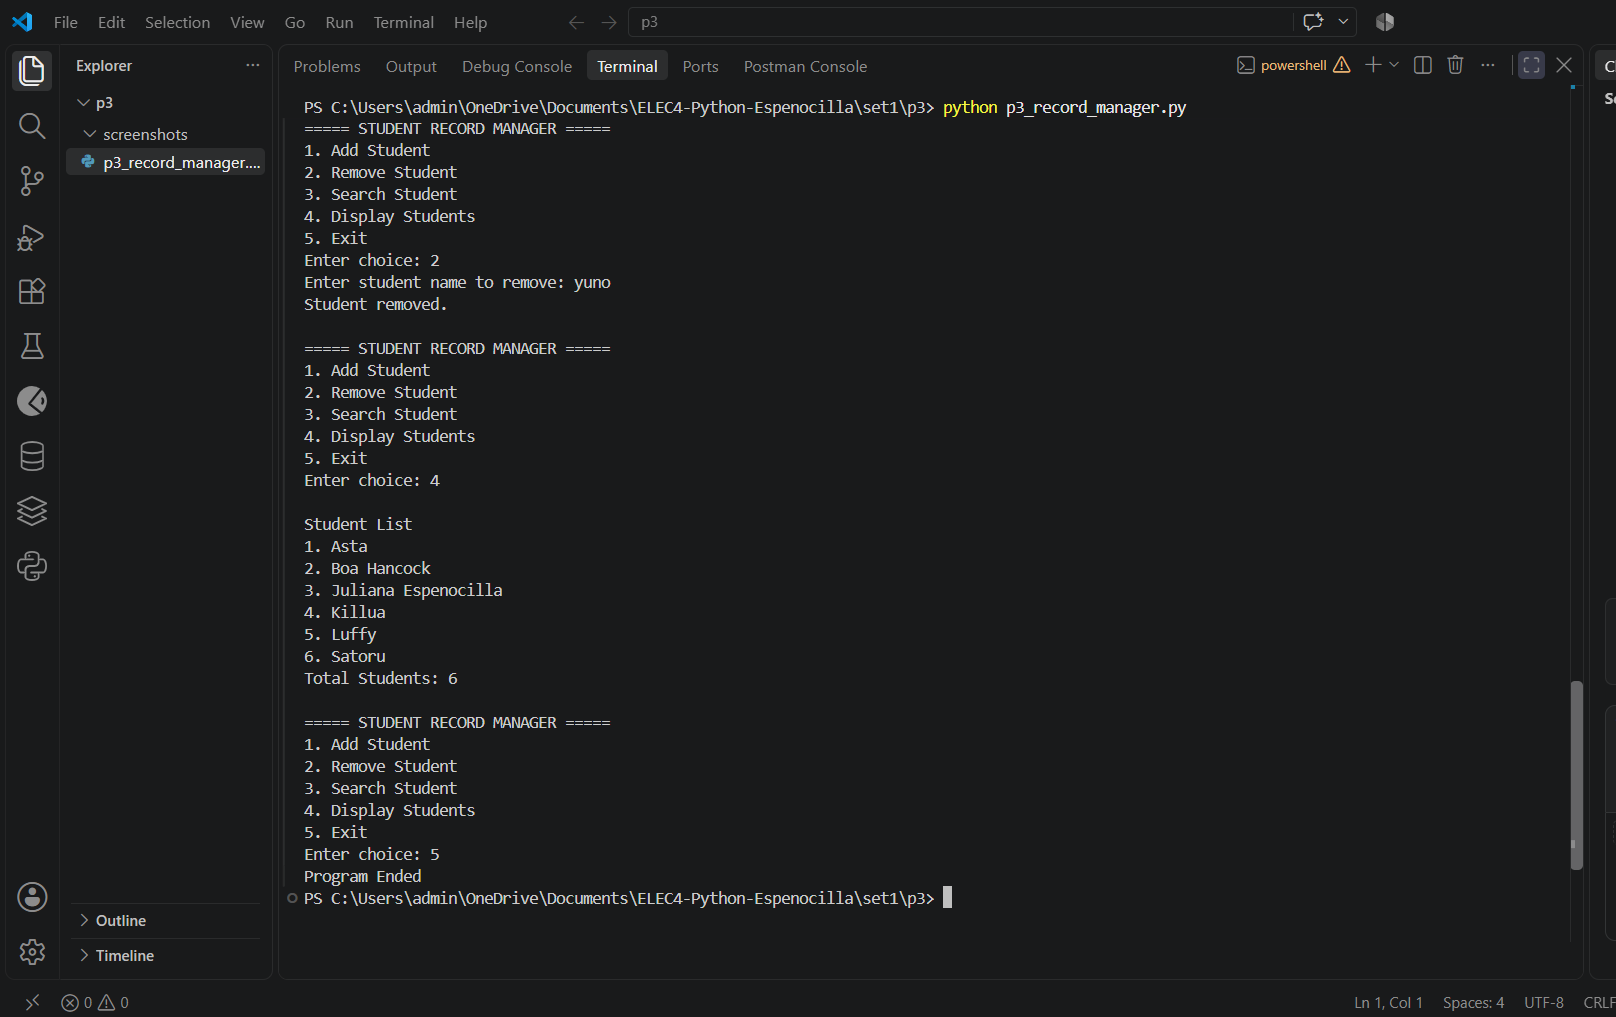 File Edit Selection View Go Run Terminal Help
p3
Explorer
p3
screenshots
p3_record_manager....
Outline
Timeline
Problems Output Debug Console Terminal Ports Postman Console
powershell
PS C:\Users\admin\OneDrive\Documents\ELEC4-Python-Espenocilla\set1\p3> python p3_record_manager.py
===== STUDENT RECORD MANAGER =====
1. Add Student
2. Remove Student
3. Search Student
4. Display Students
5. Exit
Enter choice: 2
Enter student name to remove: yuno
Student removed.
===== STUDENT RECORD MANAGER =====
1. Add Student
2. Remove Student
3. Search Student
4. Display Students
5. Exit
Enter choice: 4
Student List
1. Asta
2. Boa Hancock
3. Juliana Espenocilla
4. Killua
5. Luffy
6. Satoru
Total Students: 6
===== STUDENT RECORD MANAGER =====
1. Add Student
2. Remove Student
3. Search Student
4. Display Students
5. Exit
Enter choice: 5
Program Ended
PS C:\Users\admin\OneDrive\Documents\ELEC4-Python-Espenocilla\set1\p3>
0 0
Ln 1, Col 1 Spaces: 4 UTF-8 CRLF